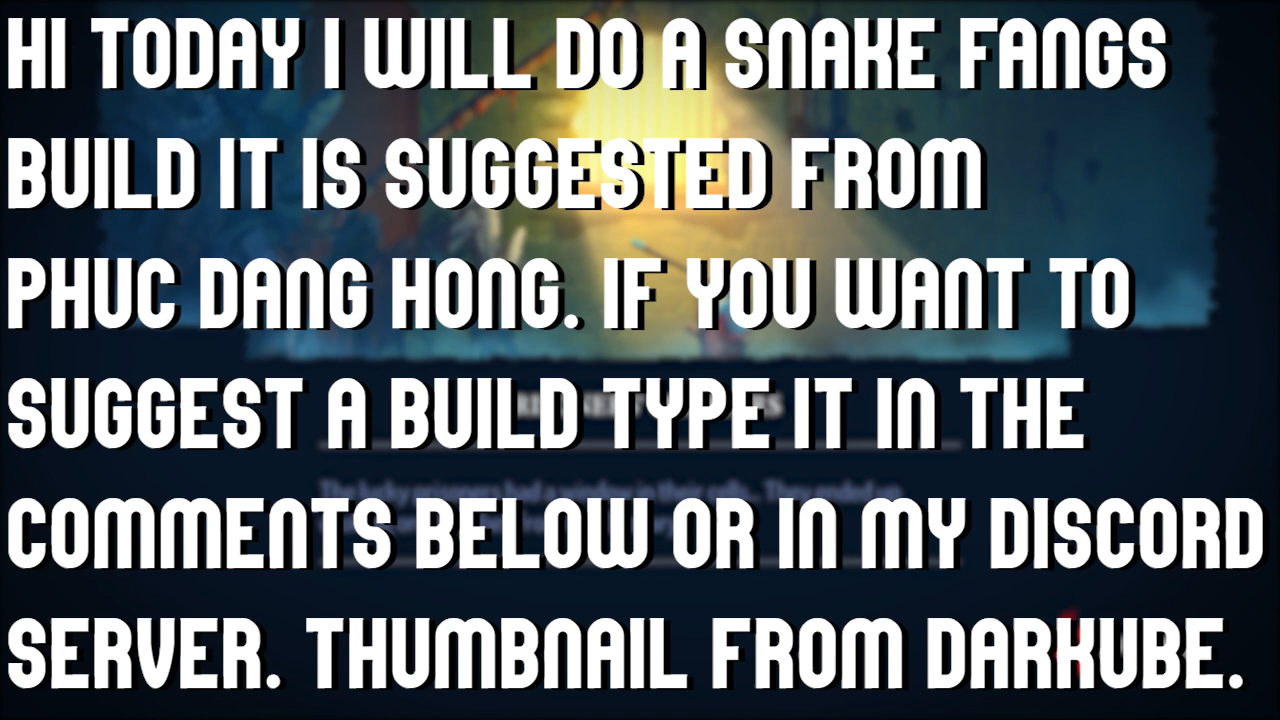 HI TODAY I WILL DO A SNAKE FANGS
BUILD IT IS SUGGESTED FROM
PHUC DANG HONG. IF YOU WANT TO
SUGGEST A BUILD TYPE IT IN THE
COMMENTS BELOW OR IN MY DISCORD
SERVER. THUMBNAIL FROM DARKUBE.